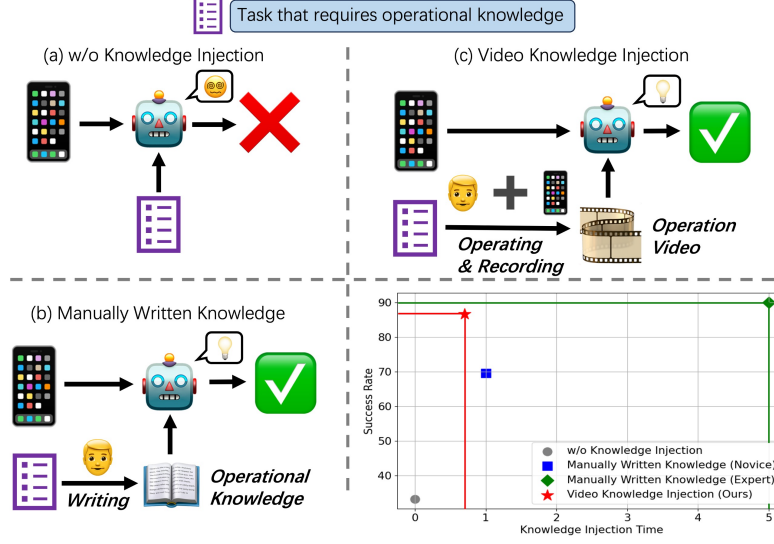 Task that requires operational knowledge
(a) w/o Knowledge Injection
(c) Video Knowledge Injection
Operating
& Recording
Operation
Video
(b) Manually Written Knowledge
Writing
Operational
Knowledge
90
80
70
60
50
40
Success Rate
0 1 2 3 4 5
Knowledge Injection Time
w/o Knowledge Injection
Manually Written Knowledge (Novice)
Manually Written Knowledge (Expert)
Video Knowledge Injection (Ours)